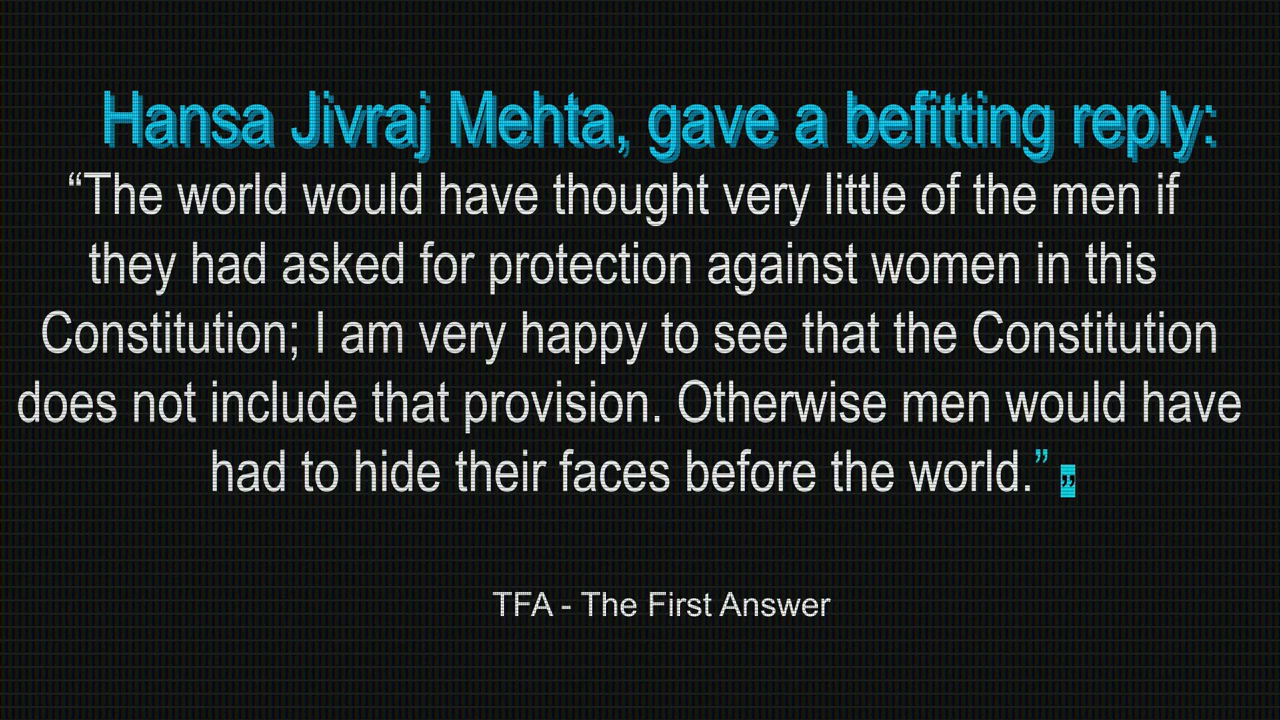 Hansa Jivraj Mehta, gave a befitting reply:
“The world would have thought very little of the men if
they had asked for protection against women in this
Constitution; I am very happy to see that the Constitution
does not include that provision. Otherwise men would have
had to hide their faces before the world.” ”
TFA - The First Answer